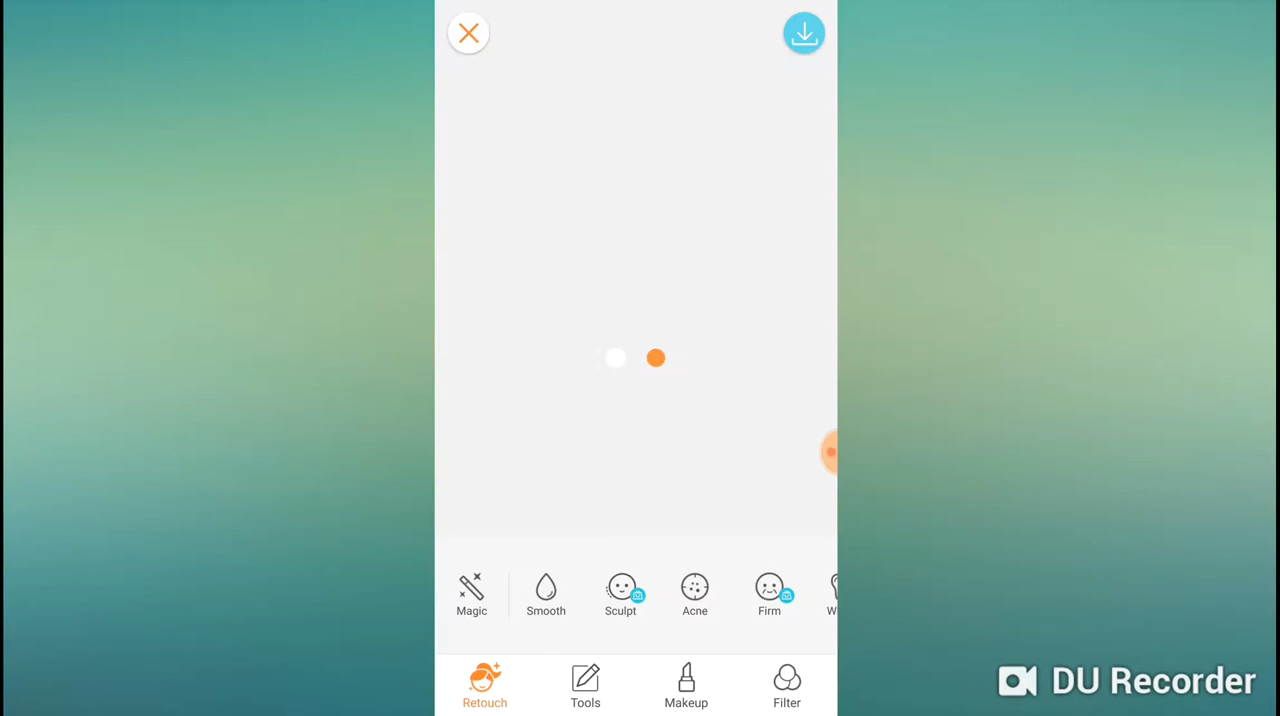 Magic
Smooth
Sculpt
Acne
Firm
Retouch
Tools
Makeup
Filter
DU Recorder